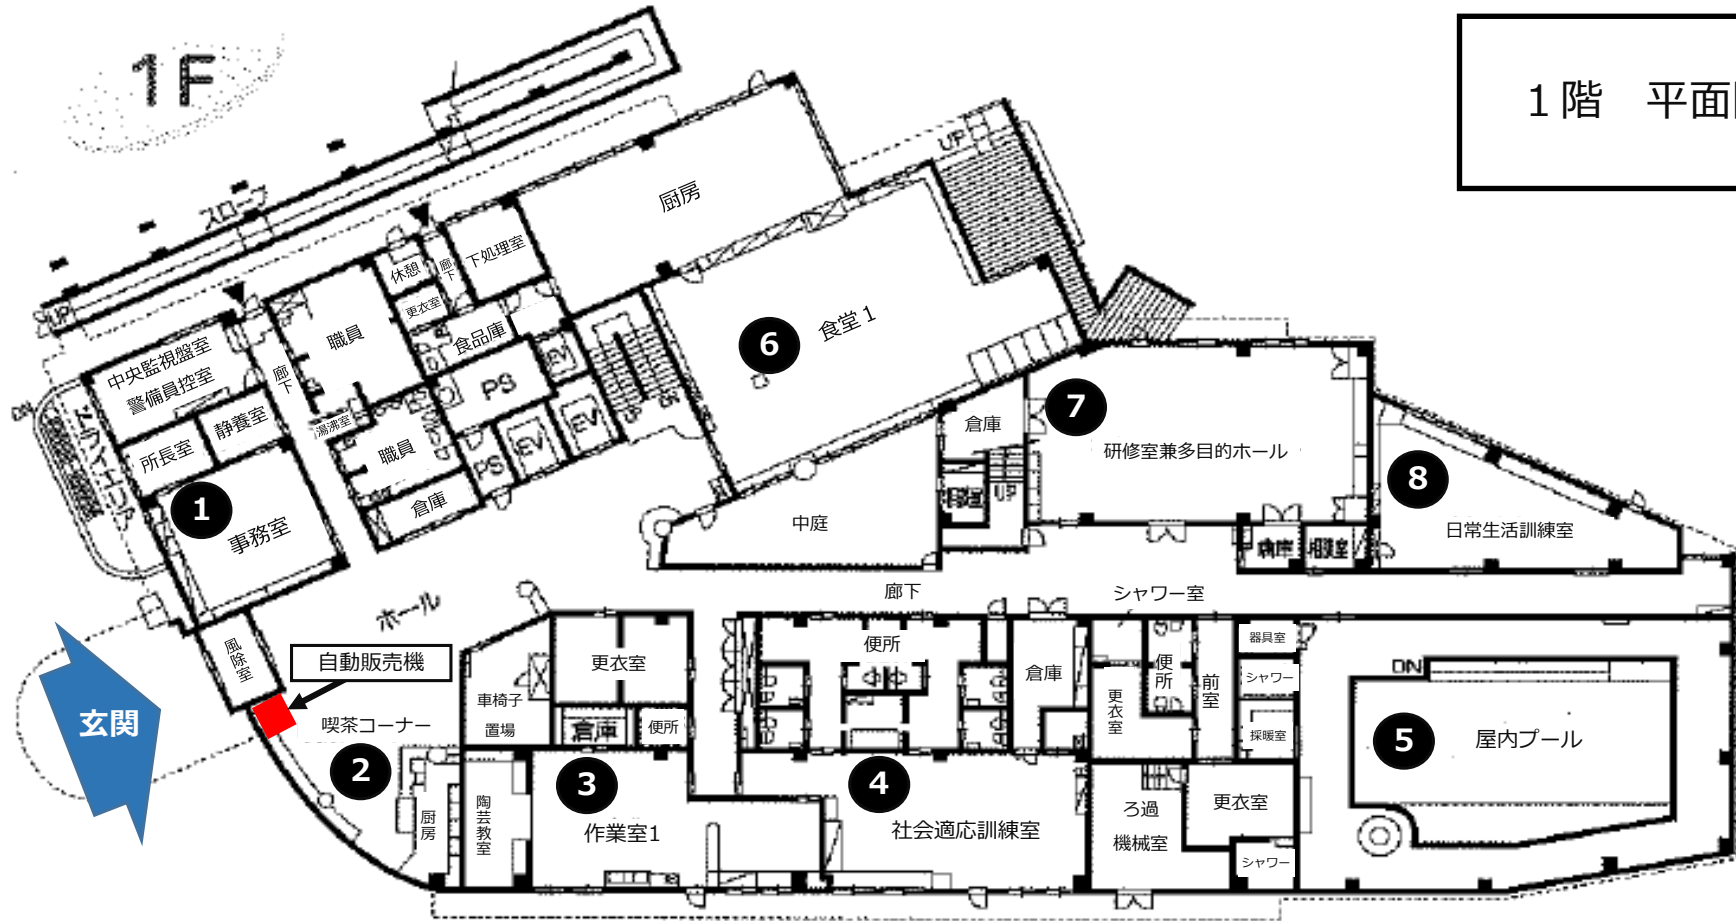 1F
1階 平面
スロープ
UP
UP
厨房
下処理室
休憩
廊下
更衣室
食品庫
職員
中央監視盤室
警備員控室
廊下
静養室
所長室
湯沸室
職員
倉庫
PS
PS
EV
EV
EV
DN
6
食堂1
1
事務室
7
研修室兼多目的ホール
倉庫
UP
中庭
8
日常生活訓練室
倉庫
相談室
ホール
廊下
シャワー室
風除室
自動販売機
玄関
喫茶コーナー
2
厨房
車椅子
置場
更衣室
倉庫
便所
陶芸教室
3
作業室1
便所
4
社会適応訓練室
倉庫
更衣室
便所
前室
器具室
シャワー
採暖室
ろ過
機械室
更衣室
シャワー
DN
5
屋内プール